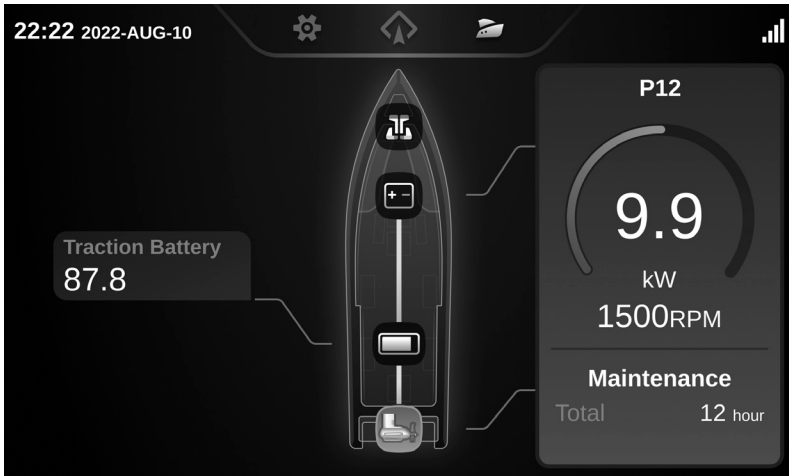 22:22 2022-AUG-10
P12
9.9
kW
1500RPM
Traction Battery
87.8
+ −
Maintenance
Total 12 hour